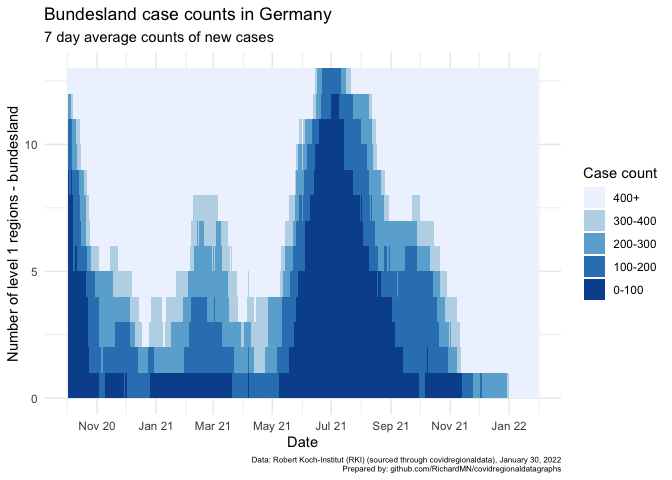 Bundesland case counts in Germany
7 day average counts of new cases
Number of level 1 regions - bundesland
10
5
0
Nov 20 Jan 21 Mar 21 May 21 Jul 21 Sep 21 Nov 21 Jan 22
Date
Case count
400+
300-400
200-300
100-200
0-100
Data: Robert Koch-Institut (RKI) (sourced through covidregionaldata), January 30, 2022
Prepared by: github.com/RichardMN/covidregionaldatagraphs